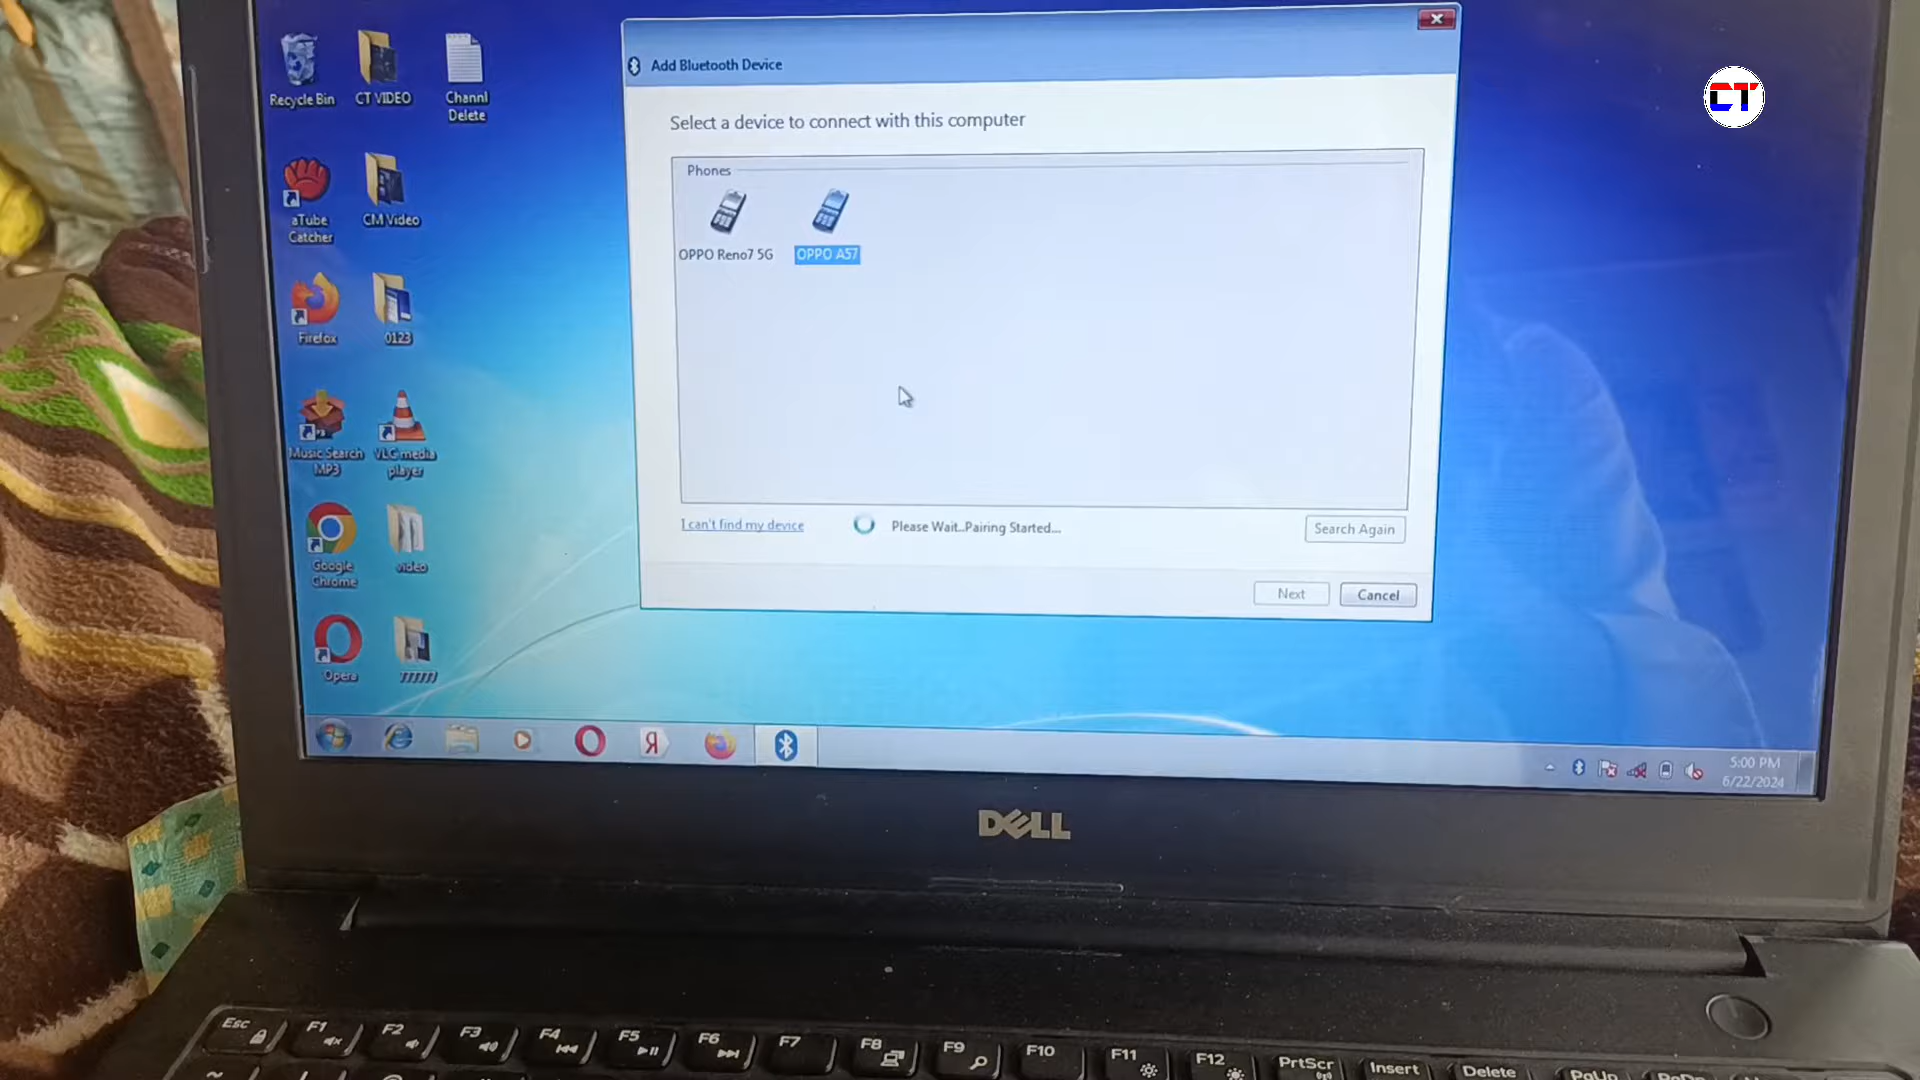 Recycle Bin
CT VIDEO
Channl
Delete
aTube
Catcher
CM Video
Firefox
0123
Music Search
MP3
VLC media
player
Google
Chrome
video
Opera
77777
Add Bluetooth Device
Select a device to connect with this computer
Phones
OPPO Reno7 5G
OPPO A57
I can't find my device
Please Wait..Pairing Started...
Search Again
Next
Cancel
CT
Я
5:00 PM
6/22/2024
DELL
Esc
F1
F2
F3
F4
F5
F6
F7
F8
F9
F10
F11
F12
PrtScr
Insert
Delete
PgUp